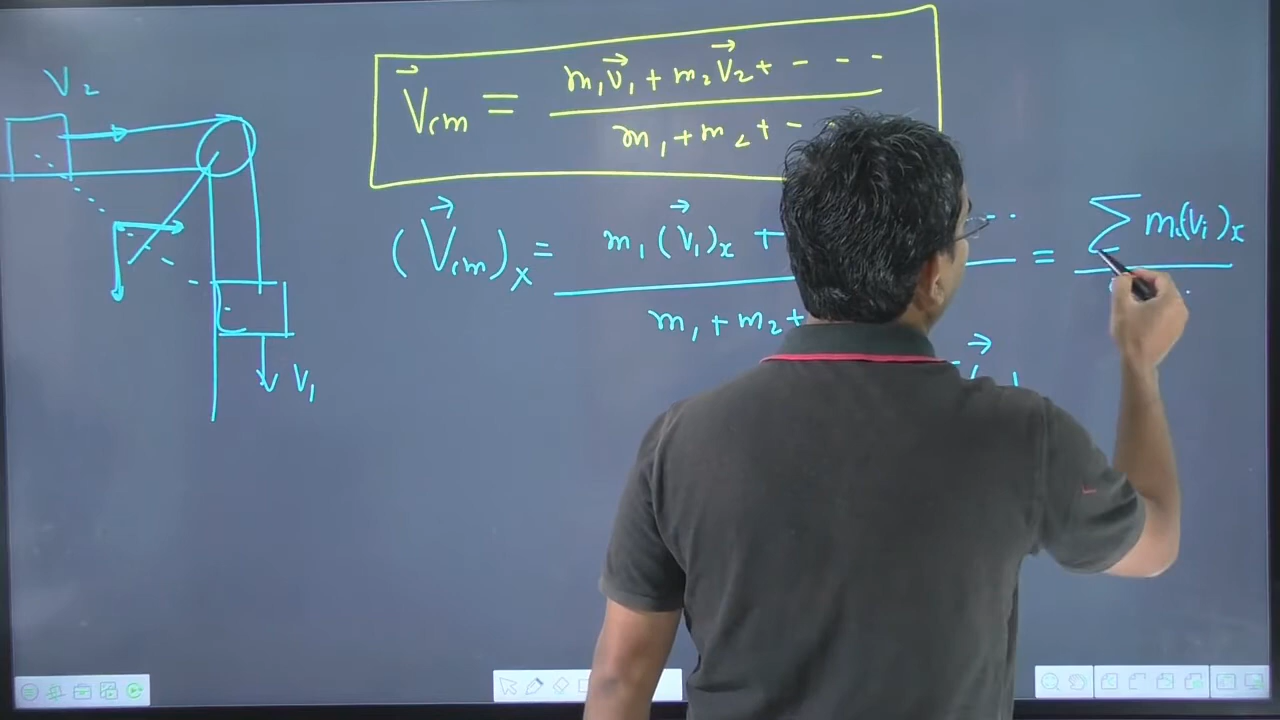 V₂
V⃗cm = m₁v⃗₁ + m₂V⃗₂ + - - -
m₁ + m₂ + -
(V⃗cm)x = m₁(v⃗₁)x + ... = ∑ mᵢ(vᵢ)x
m₁ + m₂ +
V₁